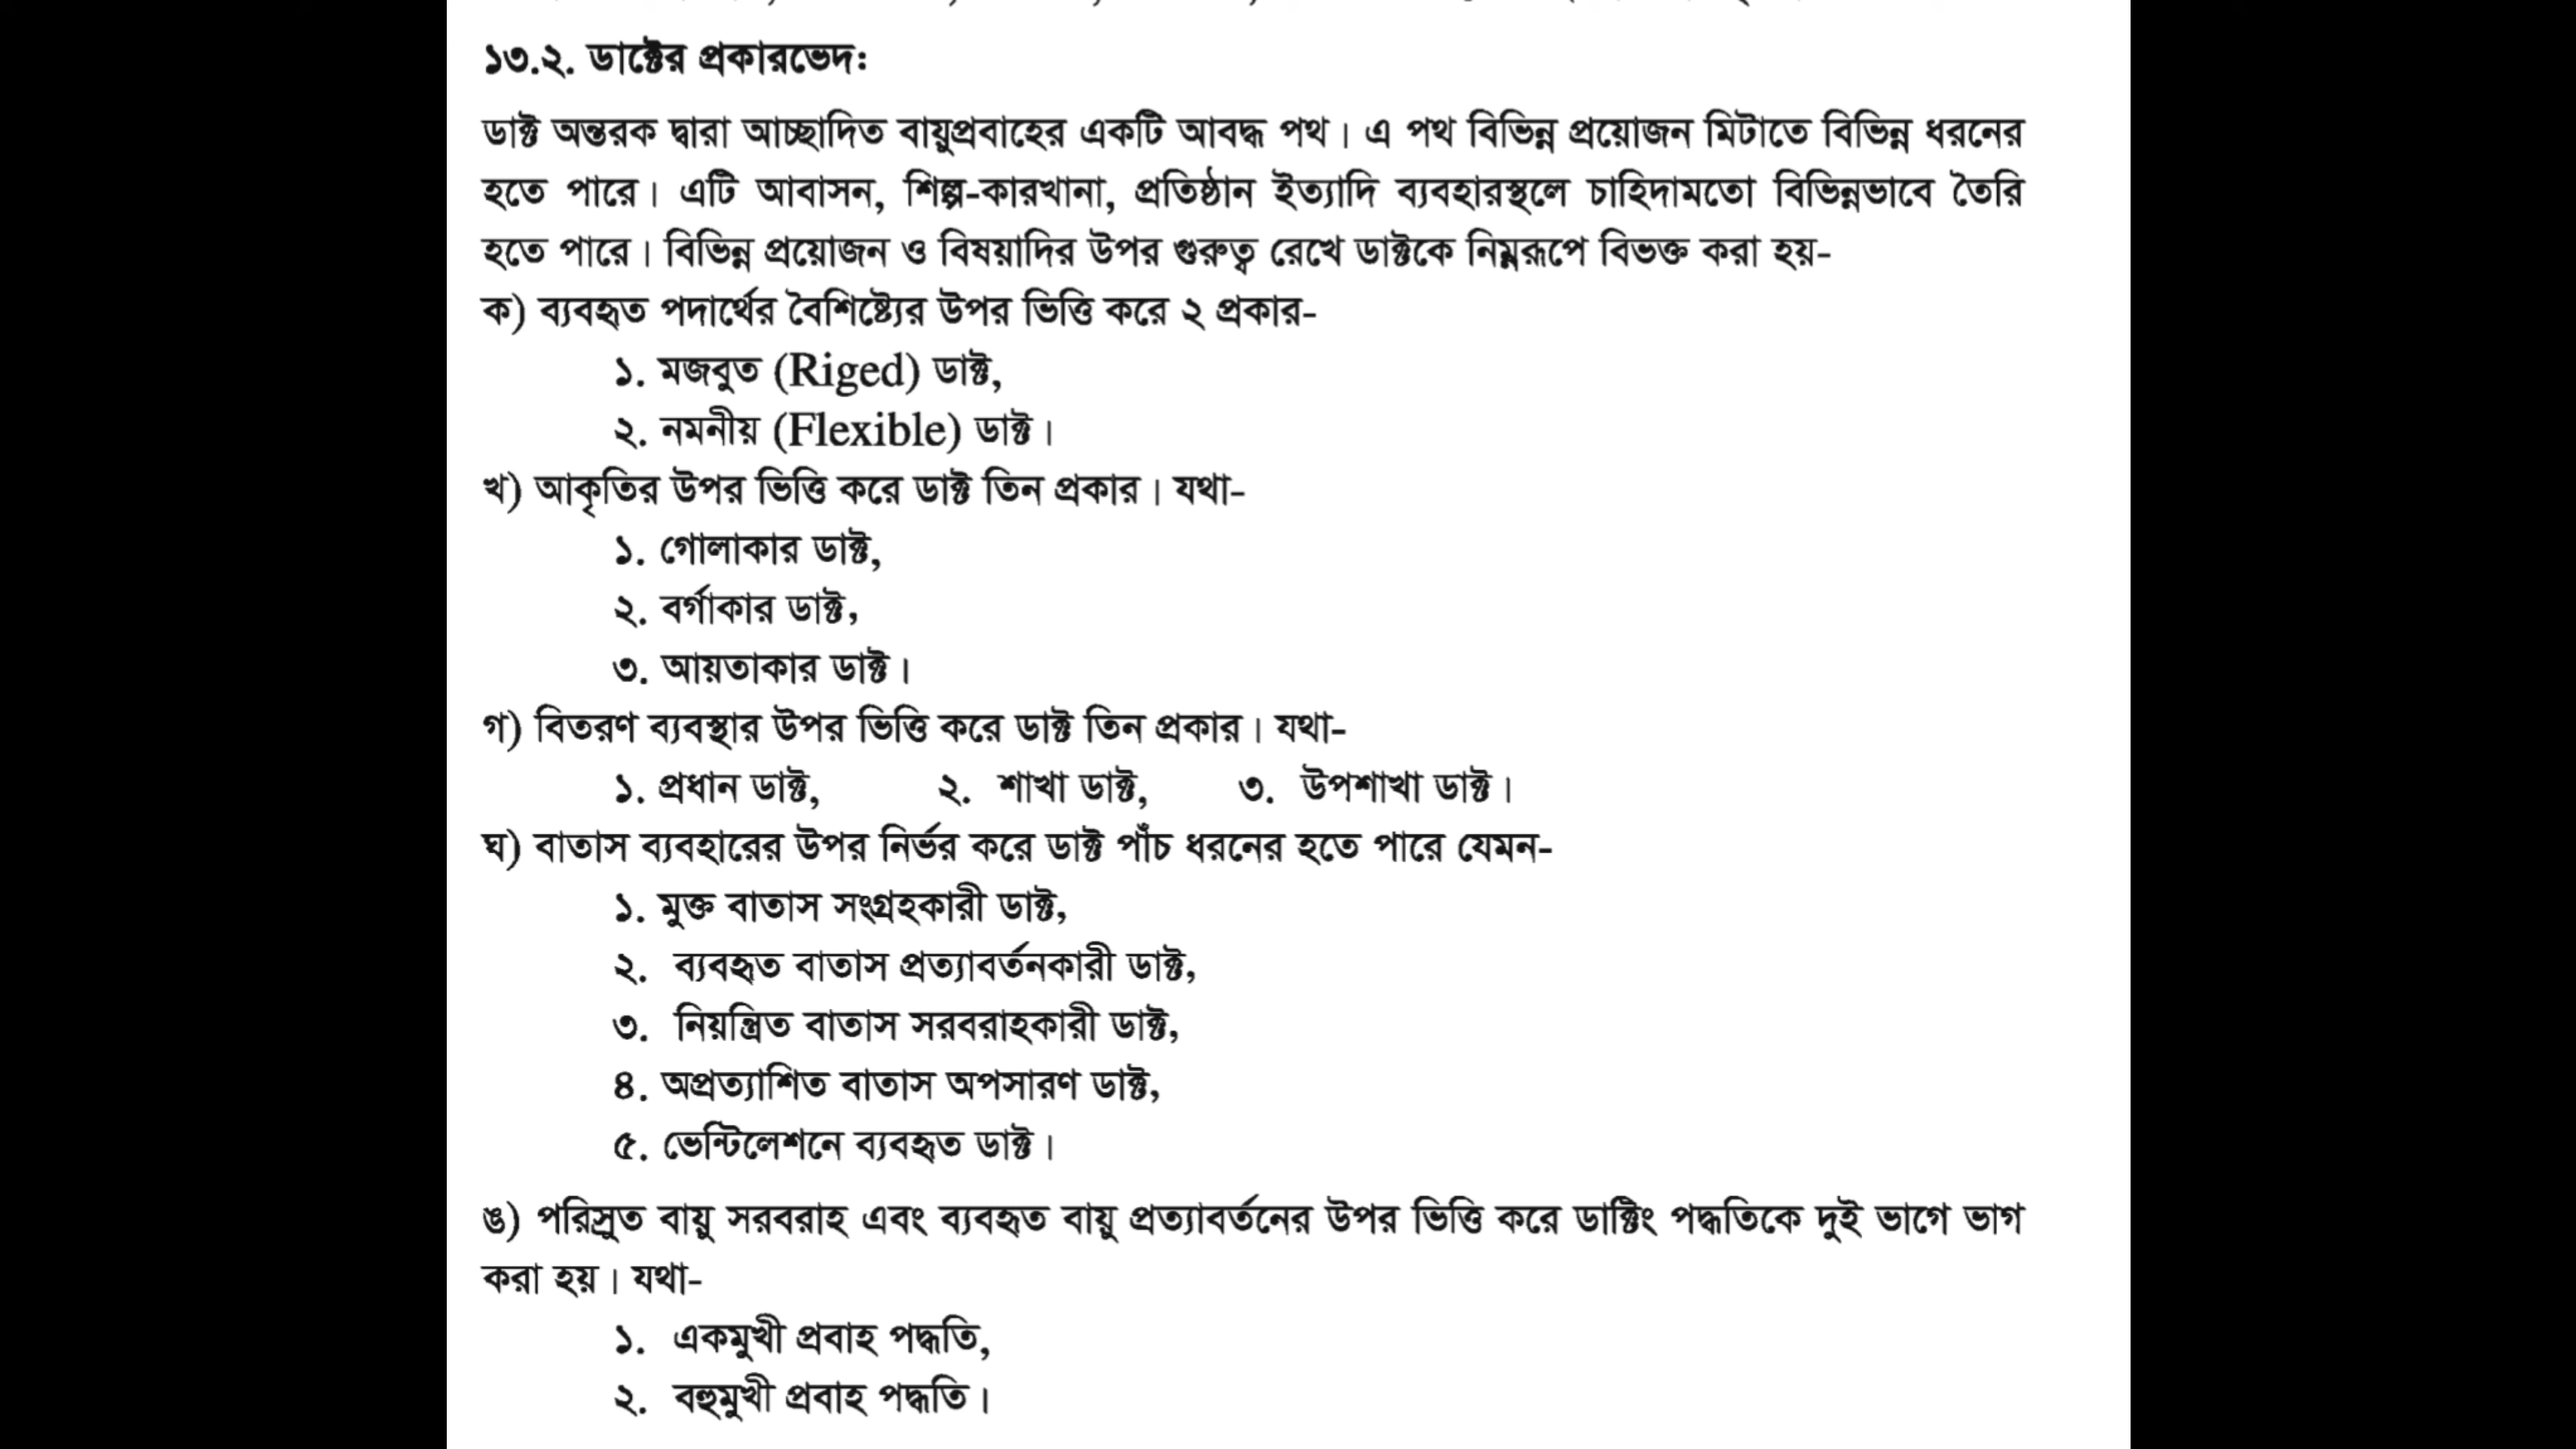 ১৩.২. ডাক্টের প্রকারভেদঃ
ডাক্ট অন্তরক দ্বারা আচ্ছাদিত বায়ুপ্রবাহের একটি আবদ্ধ পথ। এ পথ বিভিন্ন প্রয়োজন মিটাতে বিভিন্ন ধরনের
হতে পারে। এটি আবাসন, শিল্প-কারখানা, প্রতিষ্ঠান ইত্যাদি ব্যবহারস্থলে চাহিদামতো বিভিন্নভাবে তৈরি
হতে পারে। বিভিন্ন প্রয়োজন ও বিষয়াদির উপর গুরুত্ব রেখে ডাক্টকে নিম্নরূপে বিভক্ত করা হয়-
ক) ব্যবহৃত পদার্থের বৈশিষ্ট্যের উপর ভিত্তি করে ২ প্রকার-
১. মজবুত (Riged) ডাক্ট,
২. নমনীয় (Flexible) ডাক্ট।
খ) আকৃতির উপর ভিত্তি করে ডাক্ট তিন প্রকার। যথা-
১. গোলাকার ডাক্ট,
২. বর্গাকার ডাক্ট,
৩. আয়তাকার ডাক্ট।
গ) বিতরণ ব্যবস্থার উপর ভিত্তি করে ডাক্ট তিন প্রকার। যথা-
১. প্রধান ডাক্ট, ২. শাখা ডাক্ট, ৩. উপশাখা ডাক্ট।
ঘ) বাতাস ব্যবহারের উপর নির্ভর করে ডাক্ট পাঁচ ধরনের হতে পারে যেমন-
১. মুক্ত বাতাস সংগ্রহকারী ডাক্ট,
২. ব্যবহৃত বাতাস প্রত্যাবর্তনকারী ডাক্ট,
৩. নিয়ন্ত্রিত বাতাস সরবরাহকারী ডাক্ট,
৪. অপ্রত্যাশিত বাতাস অপসারণ ডাক্ট,
৫. ভেন্টিলেশনে ব্যবহৃত ডাক্ট।
ঙ) পরিস্রুত বায়ু সরবরাহ এবং ব্যবহৃত বায়ু প্রত্যাবর্তনের উপর ভিত্তি করে ডাক্টিং পদ্ধতিকে দুই ভাগে ভাগ
করা হয়। যথা-
১. একমুখী প্রবাহ পদ্ধতি,
২. বহুমুখী প্রবাহ পদ্ধতি।